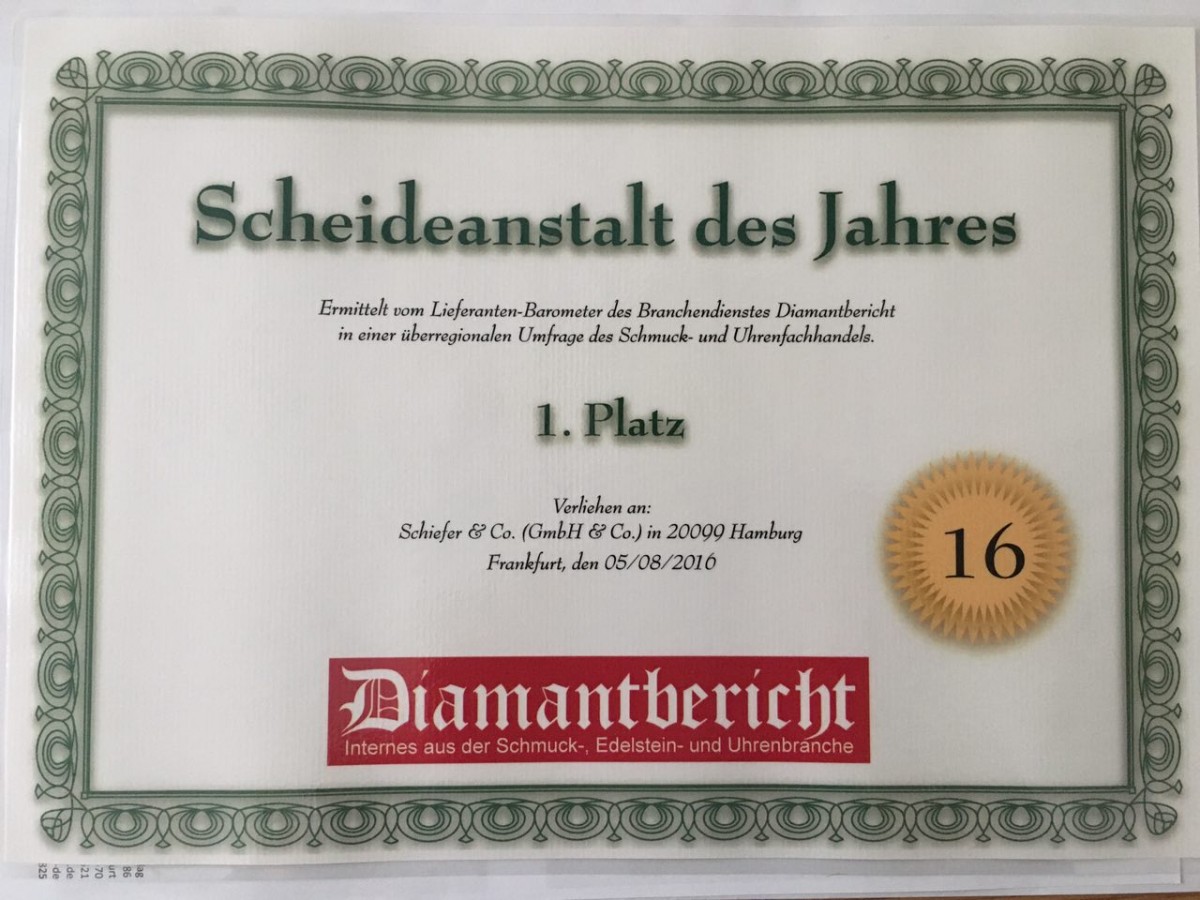 Scheideanstalt des Jahres
Ermittelt vom Lieferanten-Barometer des Branchendienstes Diamantbericht
in einer überregionalen Umfrage des Schmuck- und Uhrenfachhandels.
1. Platz
Verliehen an:
Schiefer & Co. (GmbH & Co.) in 20099 Hamburg
Frankfurt, den 05/08/2016
16
Diamantbericht
Internes aus der Schmuck-, Edelstein- und Uhrenbranche